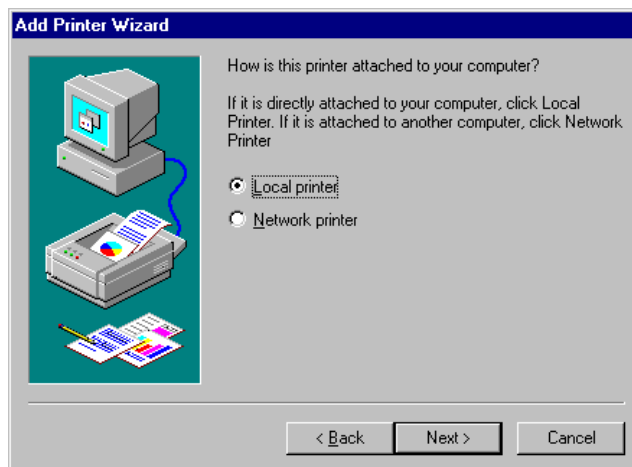 Add Printer Wizard
How is this printer attached to your computer?
If it is directly attached to your computer, click Local
Printer. If it is attached to another computer, click Network
Printer
Local printer
Network printer
< Back
Next >
Cancel